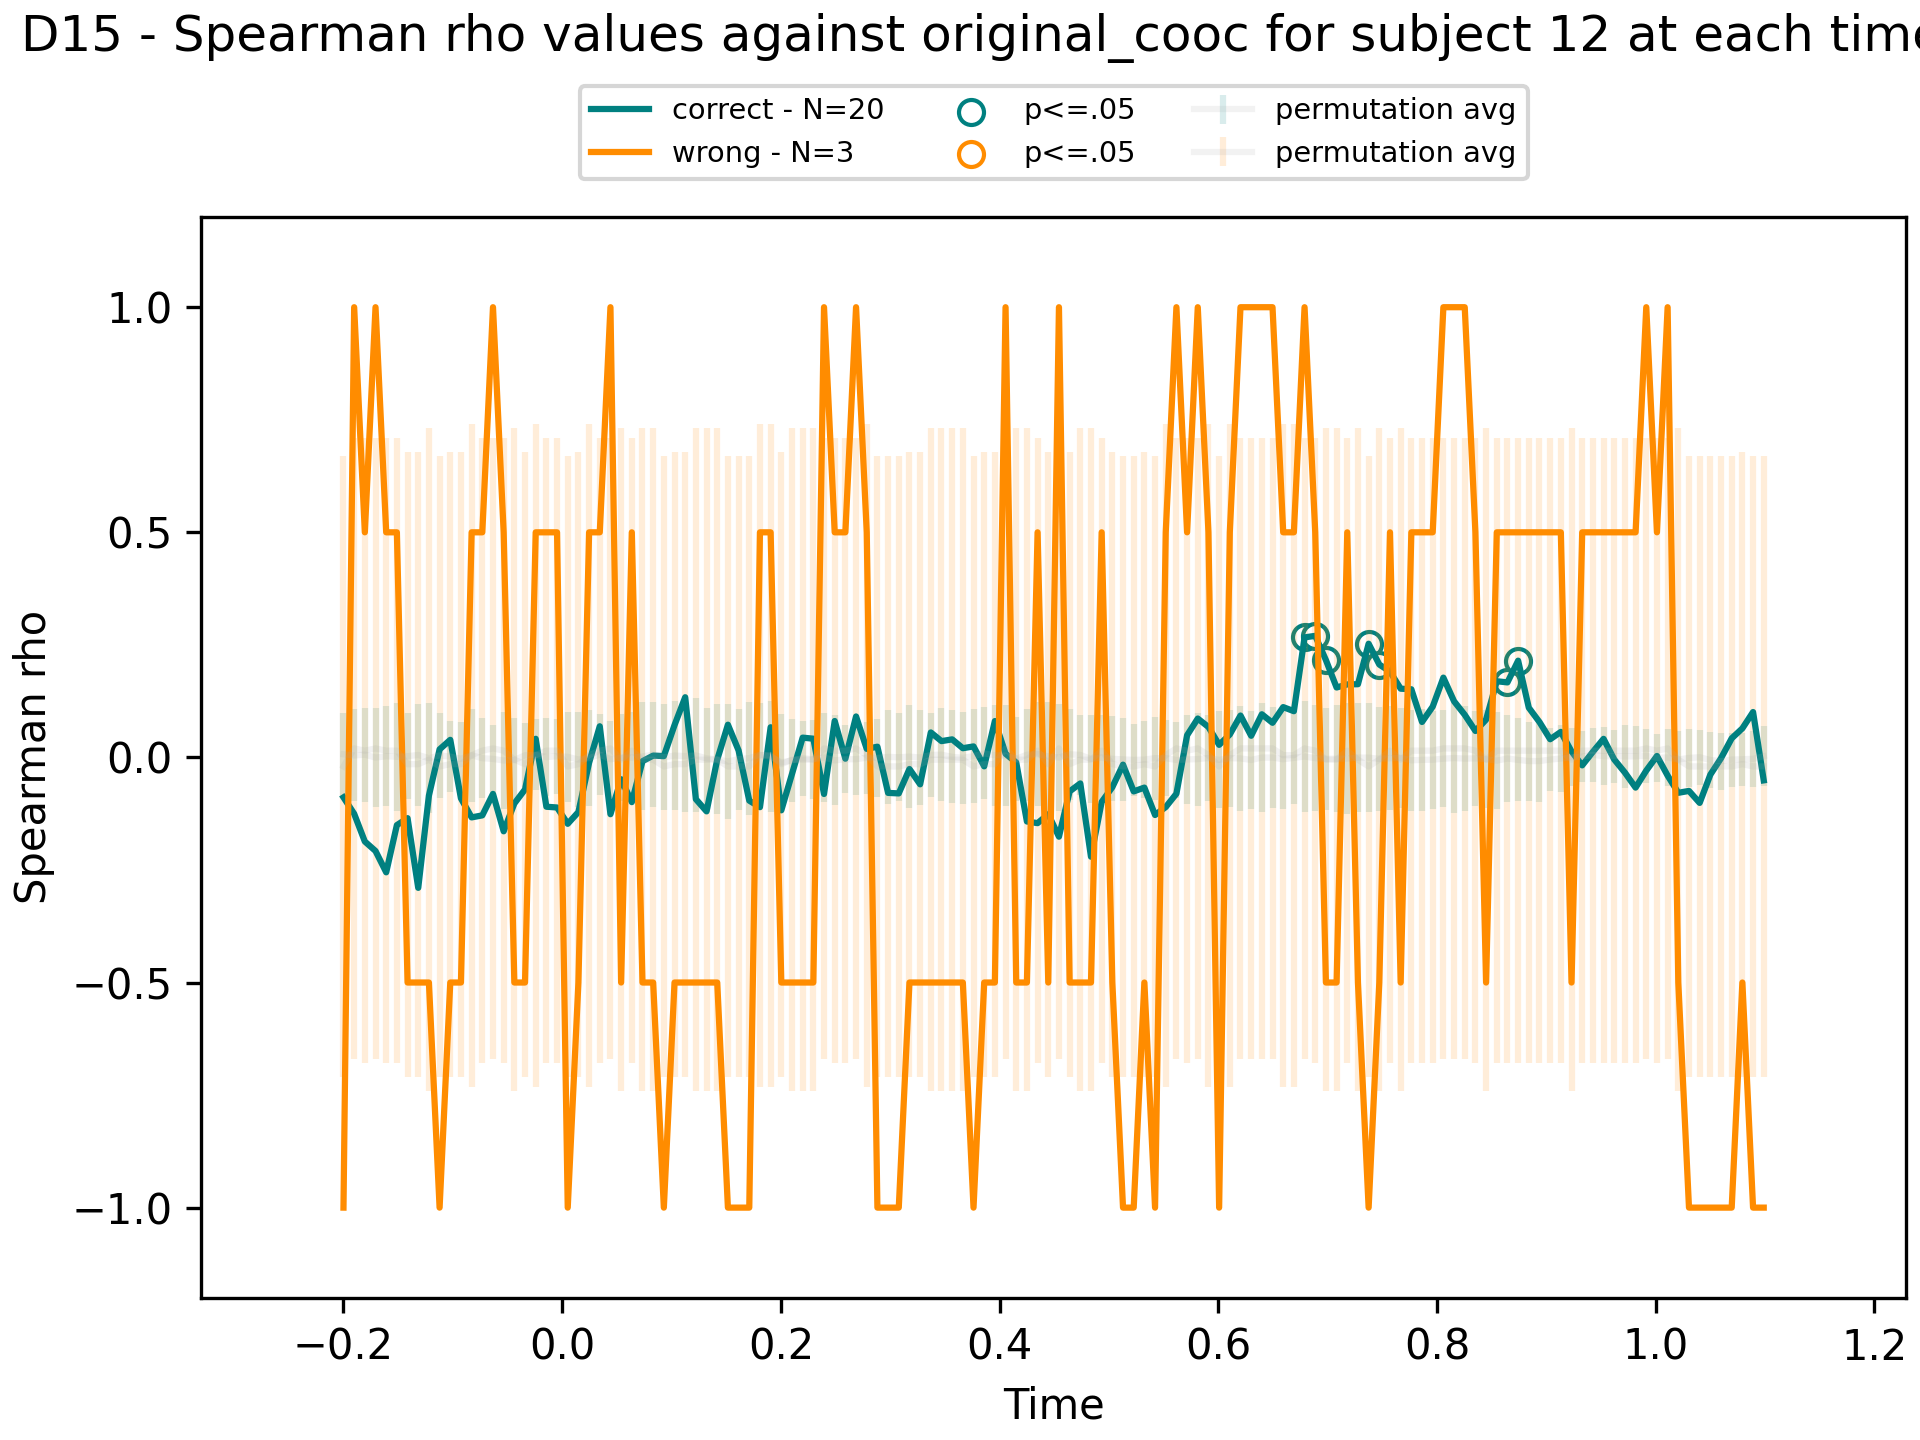 D15 - Spearman rho values against original_cooc for subject 12 at each time
correct - N=20 p<=.05 permutation avg
wrong - N=3 p<=.05 permutation avg
Spearman rho
1.0
0.5
0.0
−0.5
−1.0
−0.2 0.0 0.2 0.4 0.6 0.8 1.0 1.2
Time